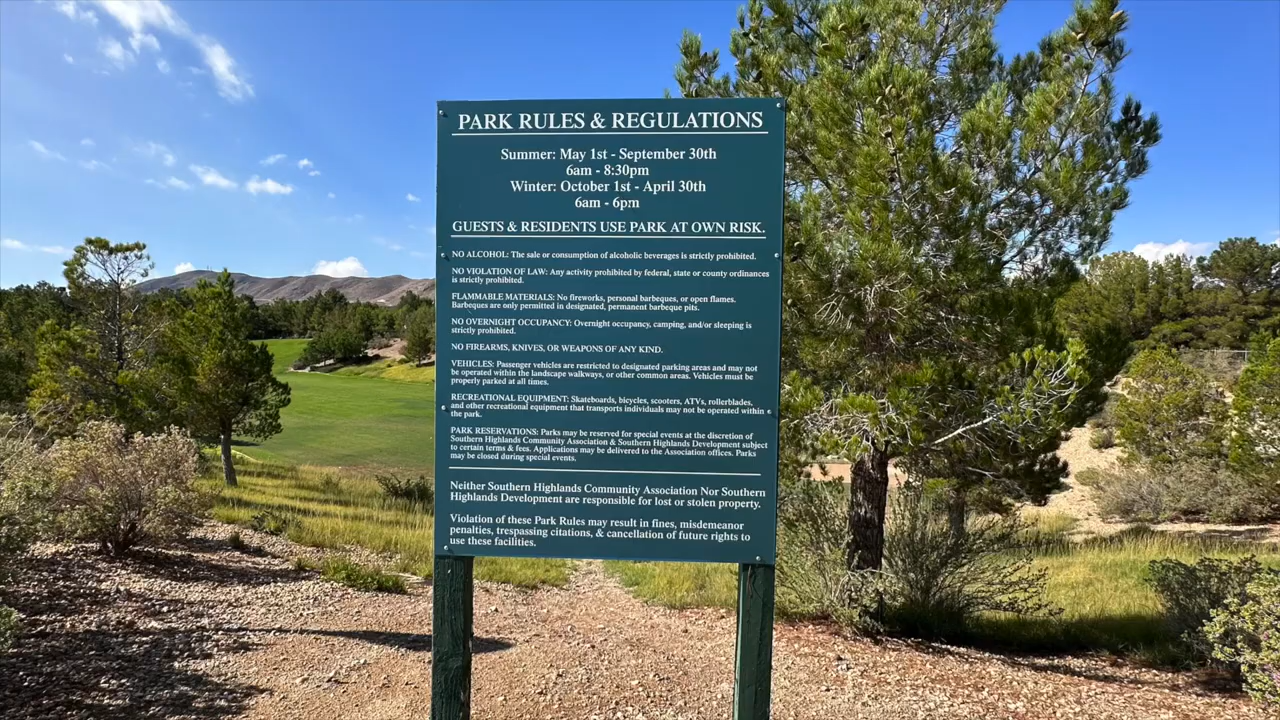 PARK RULES & REGULATIONS
Summer: May 1st - September 30th
6am - 8:30pm
Winter: October 1st - April 30th
6am - 6pm
GUESTS & RESIDENTS USE PARK AT OWN RISK.
NO ALCOHOL: The sale or consumption of alcoholic beverages is strictly prohibited.
NO VIOLATION OF LAW: Any activity prohibited by federal, state or county ordinances
is strictly prohibited.
FLAMMABLE MATERIALS: No fireworks, personal barbeques, or open flames.
Barbeques are only permitted in designated, permanent barbeque pits.
NO OVERNIGHT OCCUPANCY: Overnight occupancy, camping, and/or sleeping is
strictly prohibited.
NO FIREARMS, KNIVES, OR WEAPONS OF ANY KIND.
VEHICLES: Passenger vehicles are restricted to designated parking areas and may not
be operated within the landscape walkways, or other common areas. Vehicles must be
properly parked at all times.
RECREATIONAL EQUIPMENT: Skateboards, bicycles, scooters, ATVs, rollerblades,
and other recreational equipment that transports individuals may not be operated within
the park.
PARK RESERVATIONS: Parks may be reserved for special events at the discretion of
Southern Highlands Community Association & Southern Highlands Development subject
to certain terms & fees. Applications may be delivered to the Association offices. Parks
may be closed during special events.
Neither Southern Highlands Community Association Nor Southern
Highlands Development are responsible for lost or stolen property.
Violation of these Park Rules may result in fines, misdemeanor
penalties, trespassing citations, & cancellation of future rights to
use these facilities.